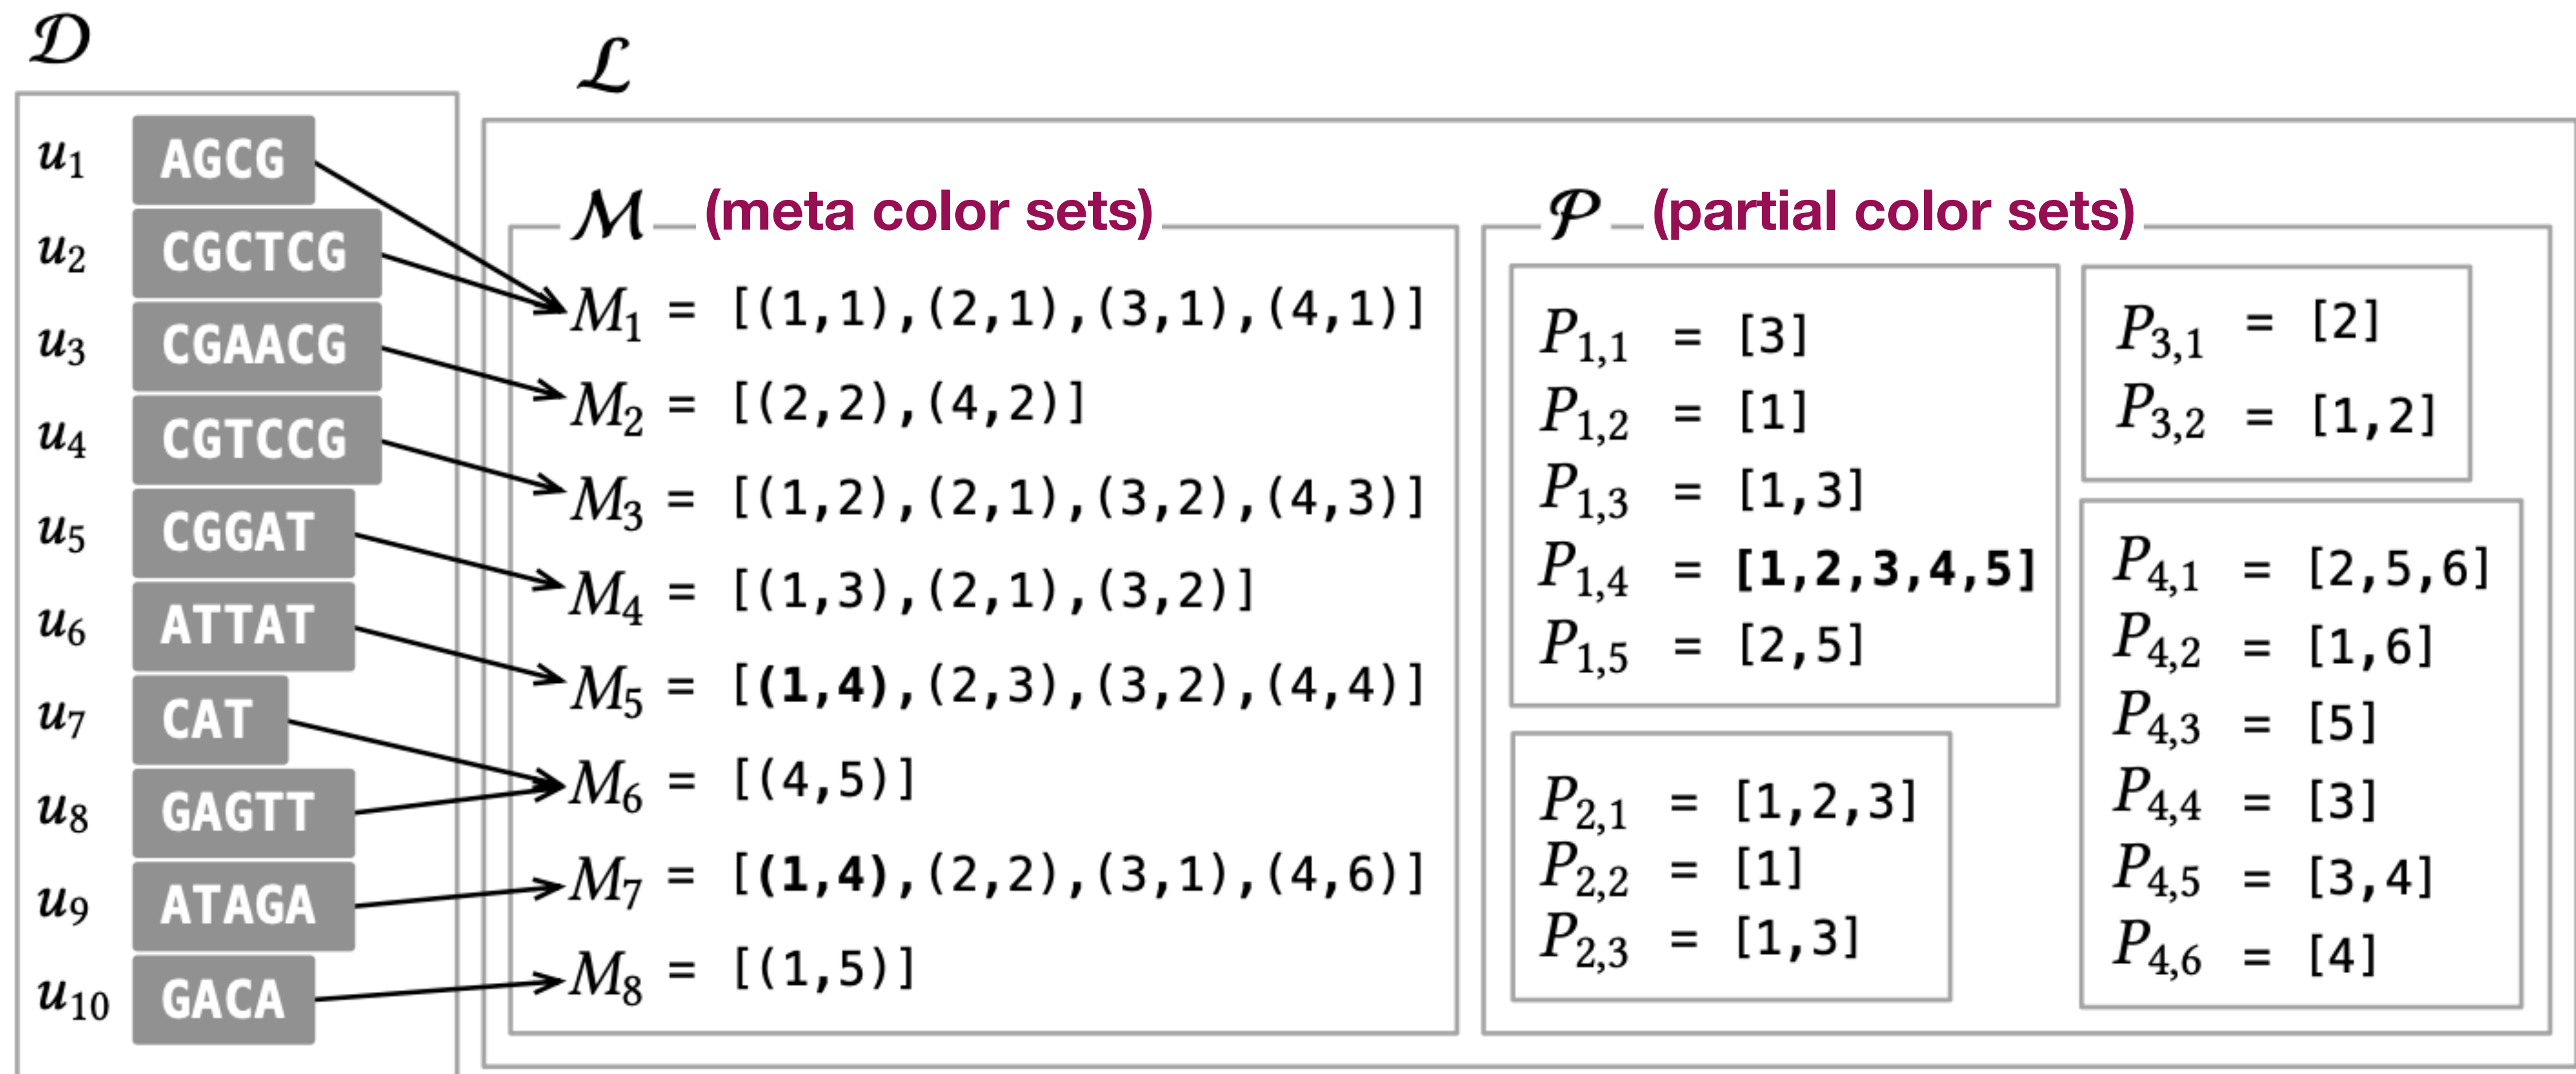 𝒟
u1 AGCG
u2 CGCTCG
u3 CGAACG
u4 CGTCCG
u5 CGGAT
u6 ATTAT
u7 CAT
u8 GAGTT
u9 ATAGA
u10 GACA
ℒ
ℳ (meta color sets)
M1 = [(1,1),(2,1),(3,1),(4,1)]
M2 = [(2,2),(4,2)]
M3 = [(1,2),(2,1),(3,2),(4,3)]
M4 = [(1,3),(2,1),(3,2)]
M5 = [(1,4),(2,3),(3,2),(4,4)]
M6 = [(4,5)]
M7 = [(1,4),(2,2),(3,1),(4,6)]
M8 = [(1,5)]
𝒫 (partial color sets)
P1,1 = [3]
P1,2 = [1]
P1,3 = [1,3]
P1,4 = [1,2,3,4,5]
P1,5 = [2,5]
P2,1 = [1,2,3]
P2,2 = [1]
P2,3 = [1,3]
P3,1 = [2]
P3,2 = [1,2]
P4,1 = [2,5,6]
P4,2 = [1,6]
P4,3 = [5]
P4,4 = [3]
P4,5 = [3,4]
P4,6 = [4]